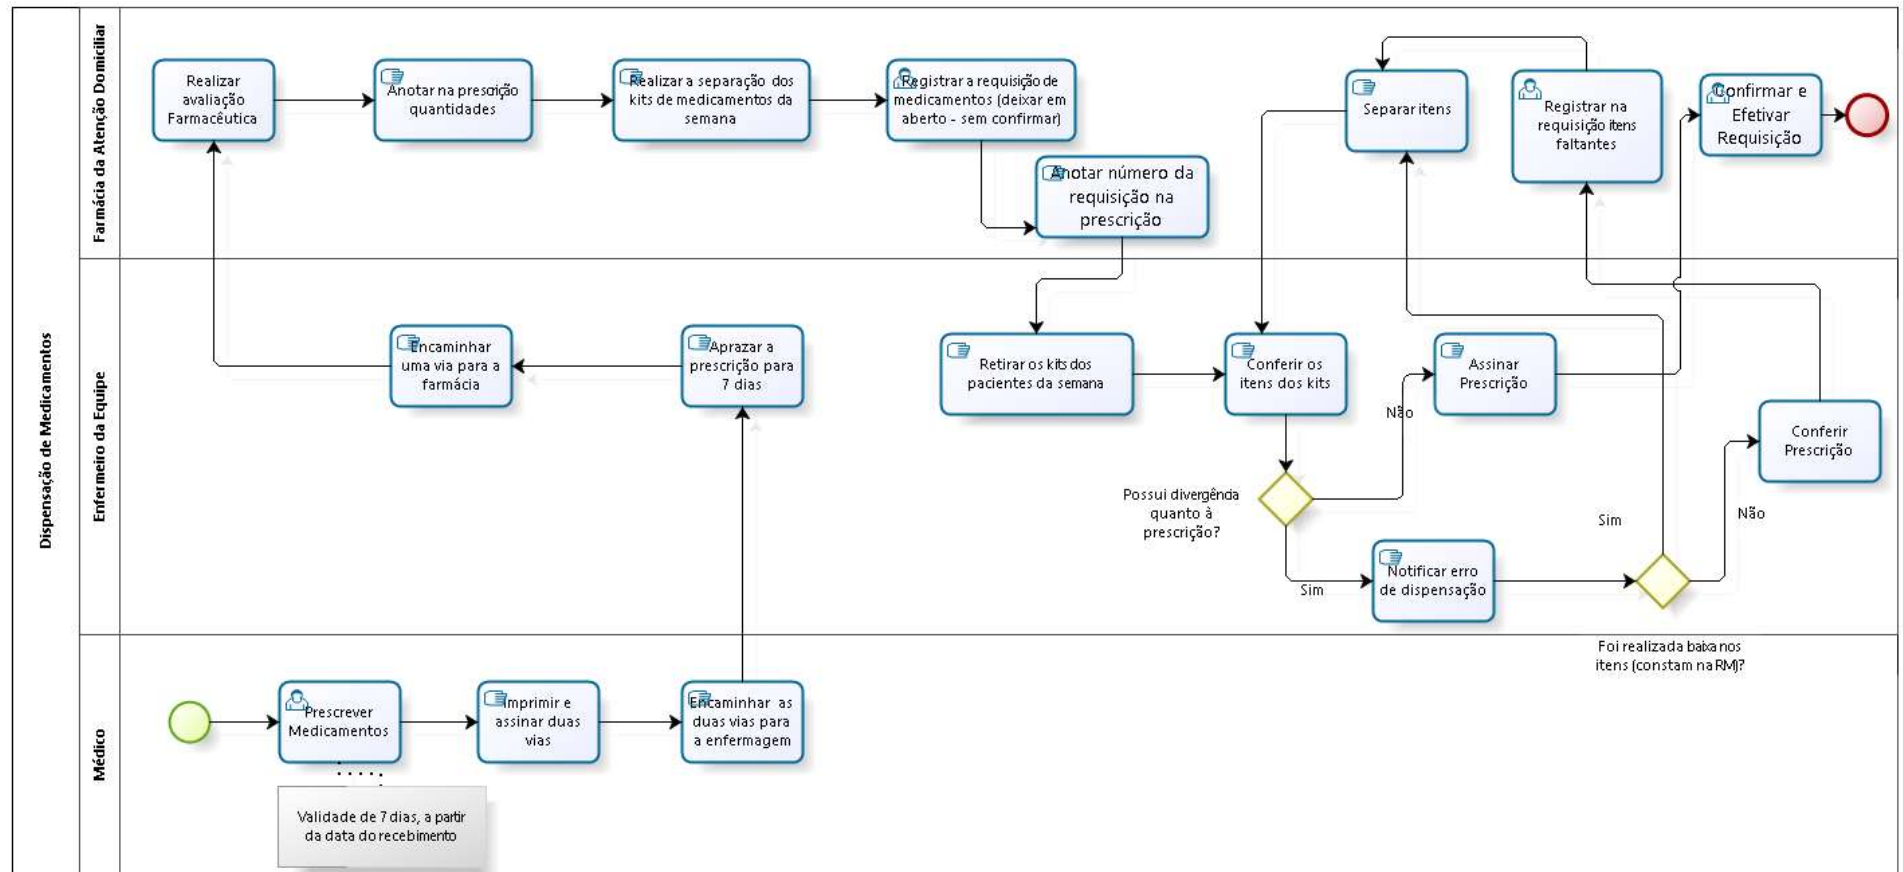 Dispensação de Medicamentos
Farmácia da Atenção Domiciliar
Realizar
avaliação
Farmacêutica
Anotar na prescrição
quantidades
Realizar a separação dos
kits de medicamentos da
semana
Registrar a requisição de
medicamentos (deixar em
aberto - sem confirmar)
Anotar número da
requisição na
prescrição
Separar itens
Registrar na
requisição itens
faltantes
Confirmar e
Efetivar
Requisição
Enfermeiro da Equipe
Encaminhar
uma via para a
farmácia
Aprazar a
prescrição para
7 dias
Retirar os kits dos
pacientes da semana
Conferir os
itens dos kits
Assinar
Prescrição
Não
Conferir
Prescrição
Possui divergência
quanto à
prescrição?
Sim
Notificar erro
de dispensação
Sim
Não
Foi realizada baixa nos
itens (constam na RM)?
Médico
Prescrever
Medicamentos
Imprimir e
assinar duas
vias
Encaminhar as
duas vias para
a enfermagem
Validade de 7 dias, a partir
da data do recebimento